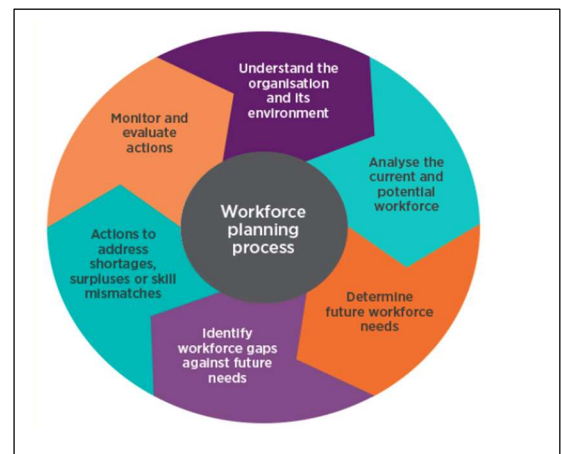 Understand the
organisation
and its
environment
Analyse the
current and
potential
workforce
Determine
future workforce
needs
Identify
workforce gaps
against future
needs
Actions to
address
shortages,
surpluses or skill
mismatches
Monitor and
evaluate
actions
Workforce
planning
process